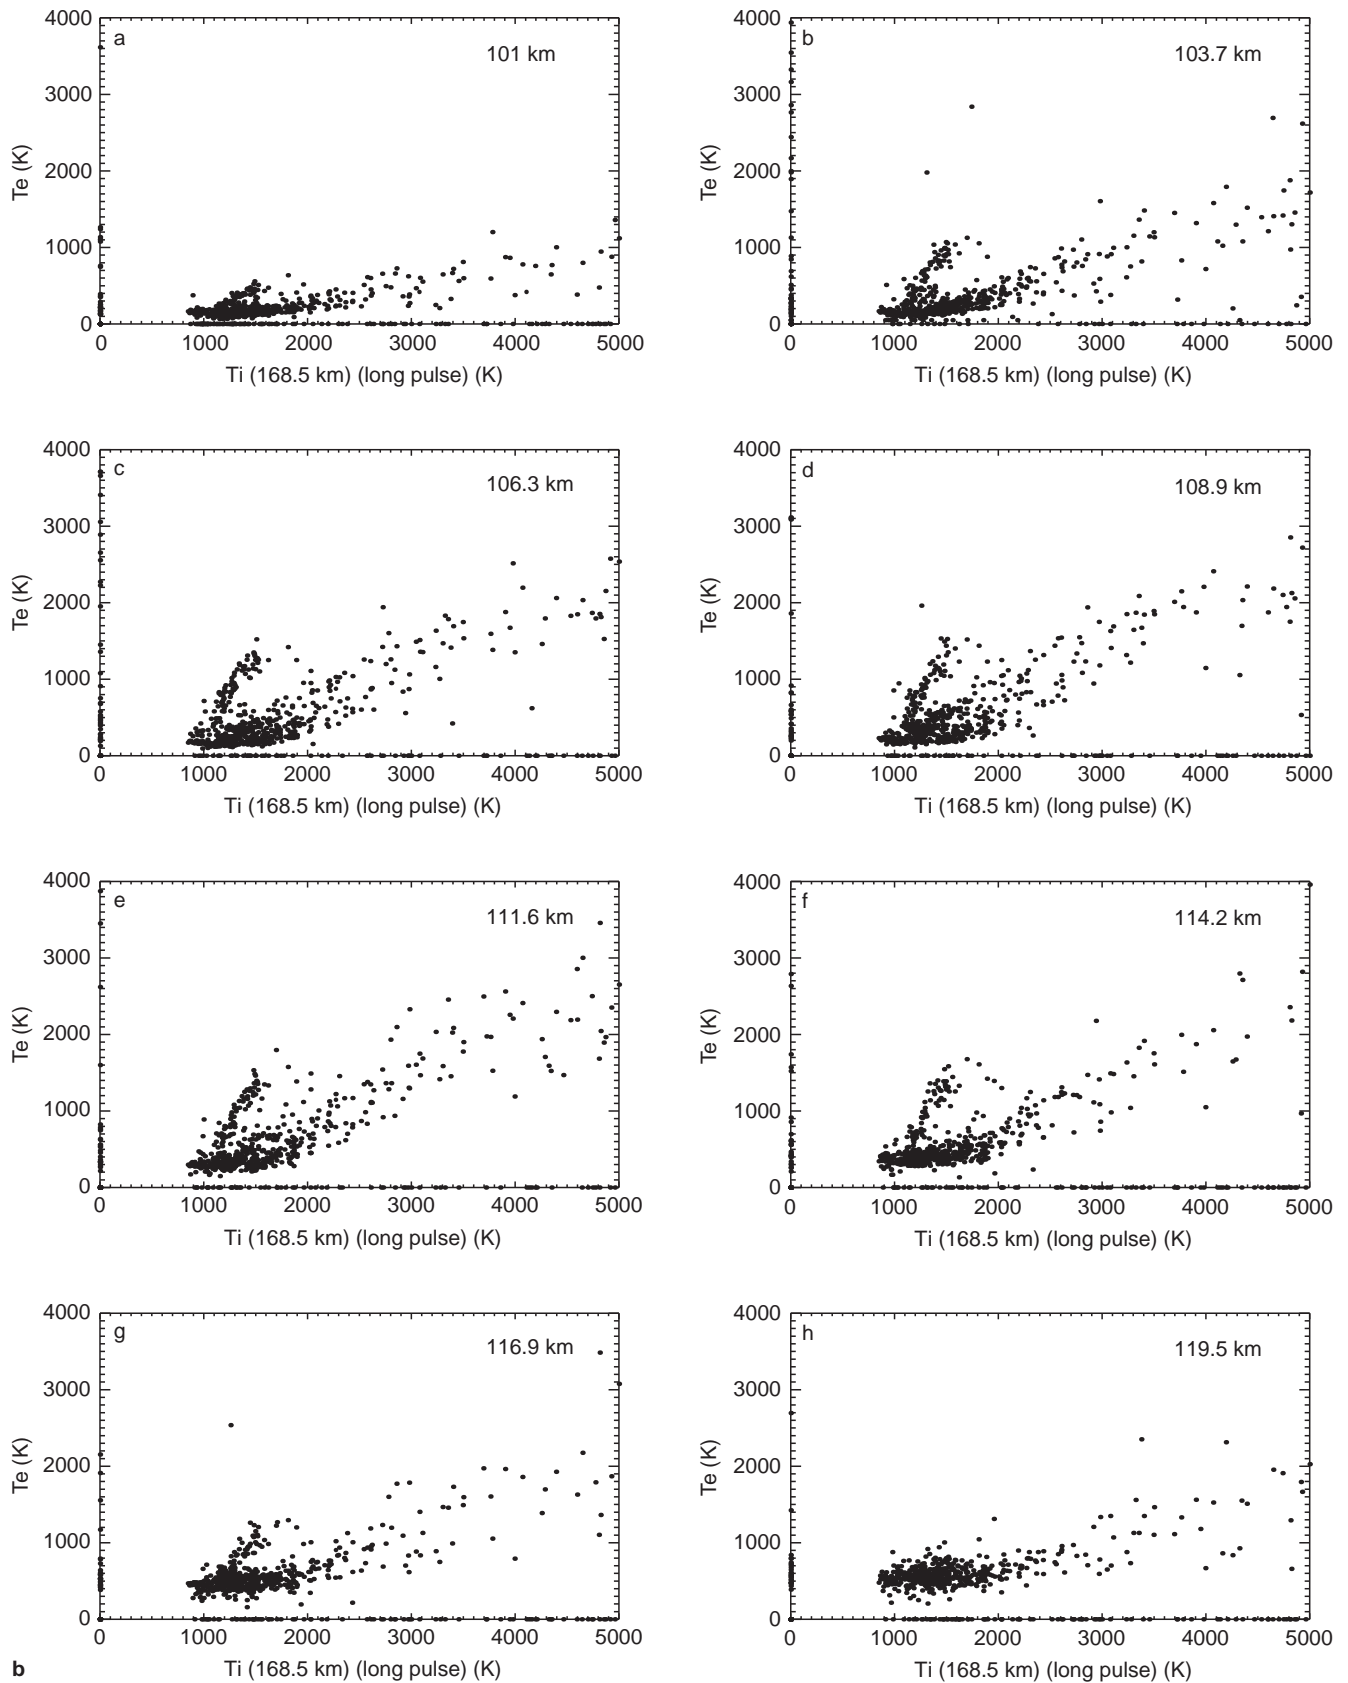 4000 4000
a 101 km b 103.7 km
3000 3000
Te (K) Te (K)
2000 2000
1000 1000
0 0
0 1000 2000 3000 4000 5000 0 1000 2000 3000 4000 5000
Ti (168.5 km) (long pulse) (K) Ti (168.5 km) (long pulse) (K)
4000 4000
c 106.3 km d 108.9 km
3000 3000
Te (K) Te (K)
2000 2000
1000 1000
0 0
0 1000 2000 3000 4000 5000 0 1000 2000 3000 4000 5000
Ti (168.5 km) (long pulse) (K) Ti (168.5 km) (long pulse) (K)
4000 4000
e 111.6 km f 114.2 km
3000 3000
Te (K) Te (K)
2000 2000
1000 1000
0 0
0 1000 2000 3000 4000 5000 0 1000 2000 3000 4000 5000
Ti (168.5 km) (long pulse) (K) Ti (168.5 km) (long pulse) (K)
4000 4000
g 116.9 km h 119.5 km
3000 3000
Te (K) Te (K)
2000 2000
1000 1000
0 0
0 1000 2000 3000 4000 5000 0 1000 2000 3000 4000 5000
b Ti (168.5 km) (long pulse) (K) Ti (168.5 km) (long pulse) (K)